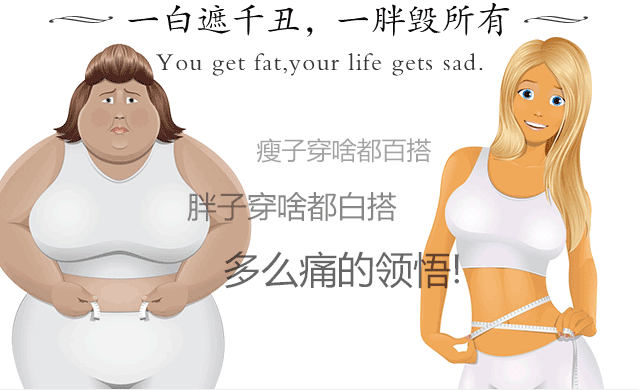 一白遮千丑，一胖毁所有
You get fat,your life gets sad.
瘦子穿啥都百搭
胖子穿啥都白搭
多么痛的领悟!